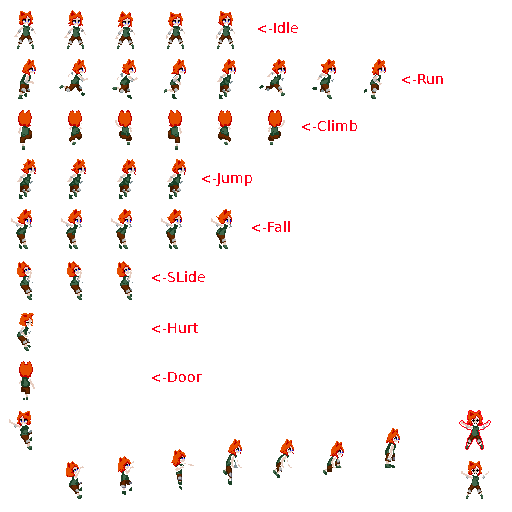 <-Idle
<-Run
<-Climb
<-Jump
<-Fall
<-SLide
<-Hurt
<-Door